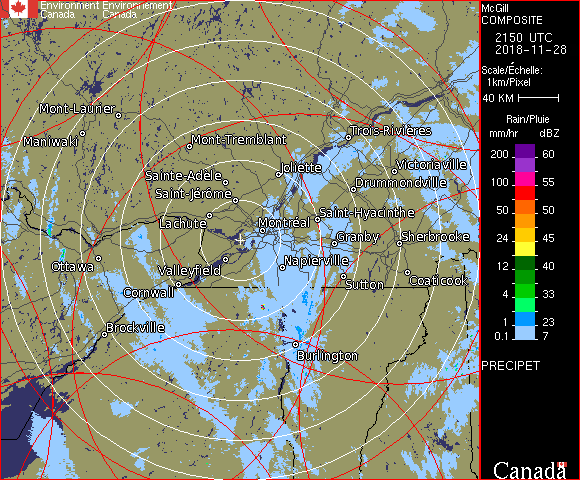 Environment Environnement
Canada Canada
McGill
COMPOSITE
2150 UTC
2018-11-28
Scale/Échelle:
1km/Pixel
40 KM
Rain/Pluie
mm/hr dBZ
200 60
100 55
50 50
24 45
12 40
4 33
1 23
0.1 7
PRECIPET
Canada
Mont-Laurier
Maniwaki
Mont-Tremblant
Trois-Rivières
Sainte-Adèle
Joliette
Victoriaville
Saint-Jérôme
Drummondville
Lachute
Montréal
Saint-Hyacinthe
Granby
Sherbrooke
Ottawa
Valleyfield
Napierville
Cornwall
Sutton
Coaticook
Brockville
Burlington